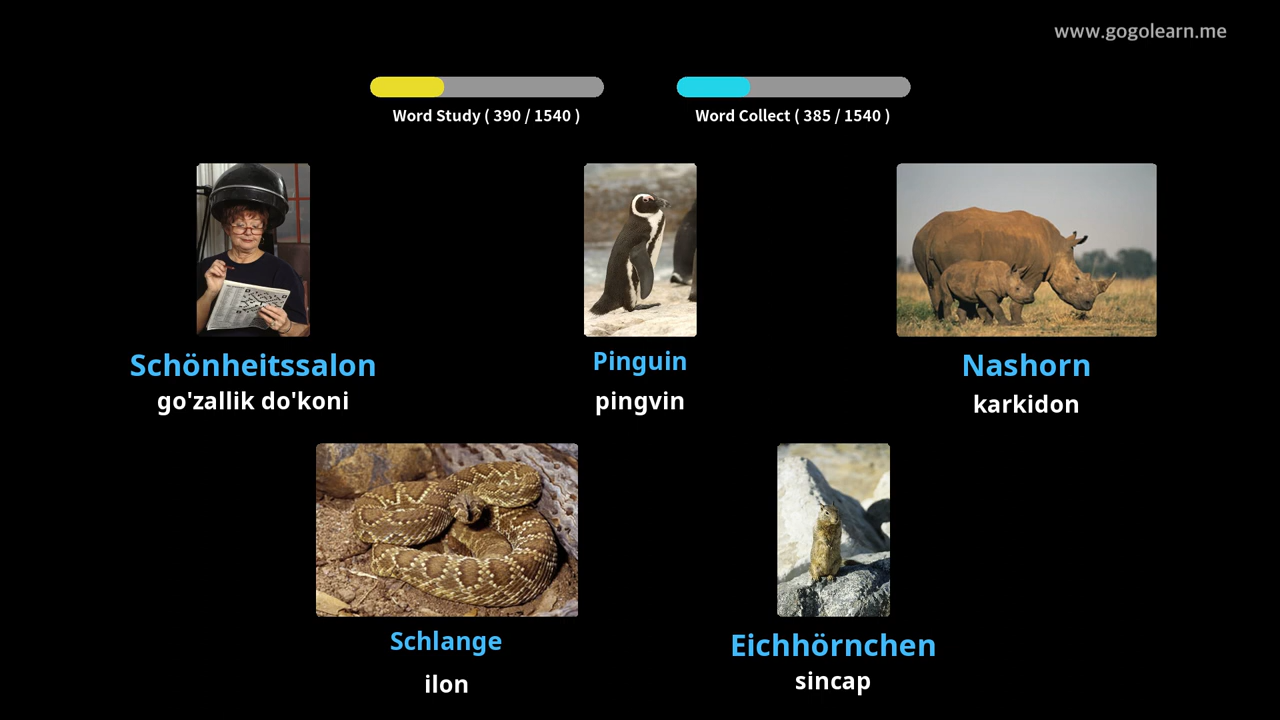 www.gogolearn.me
Word Study ( 390 / 1540 )
Word Collect ( 385 / 1540 )
Schönheitssalon
go'zallik do'koni
Pinguin
pingvin
Nashorn
karkidon
Schlange
ilon
Eichhörnchen
sincap